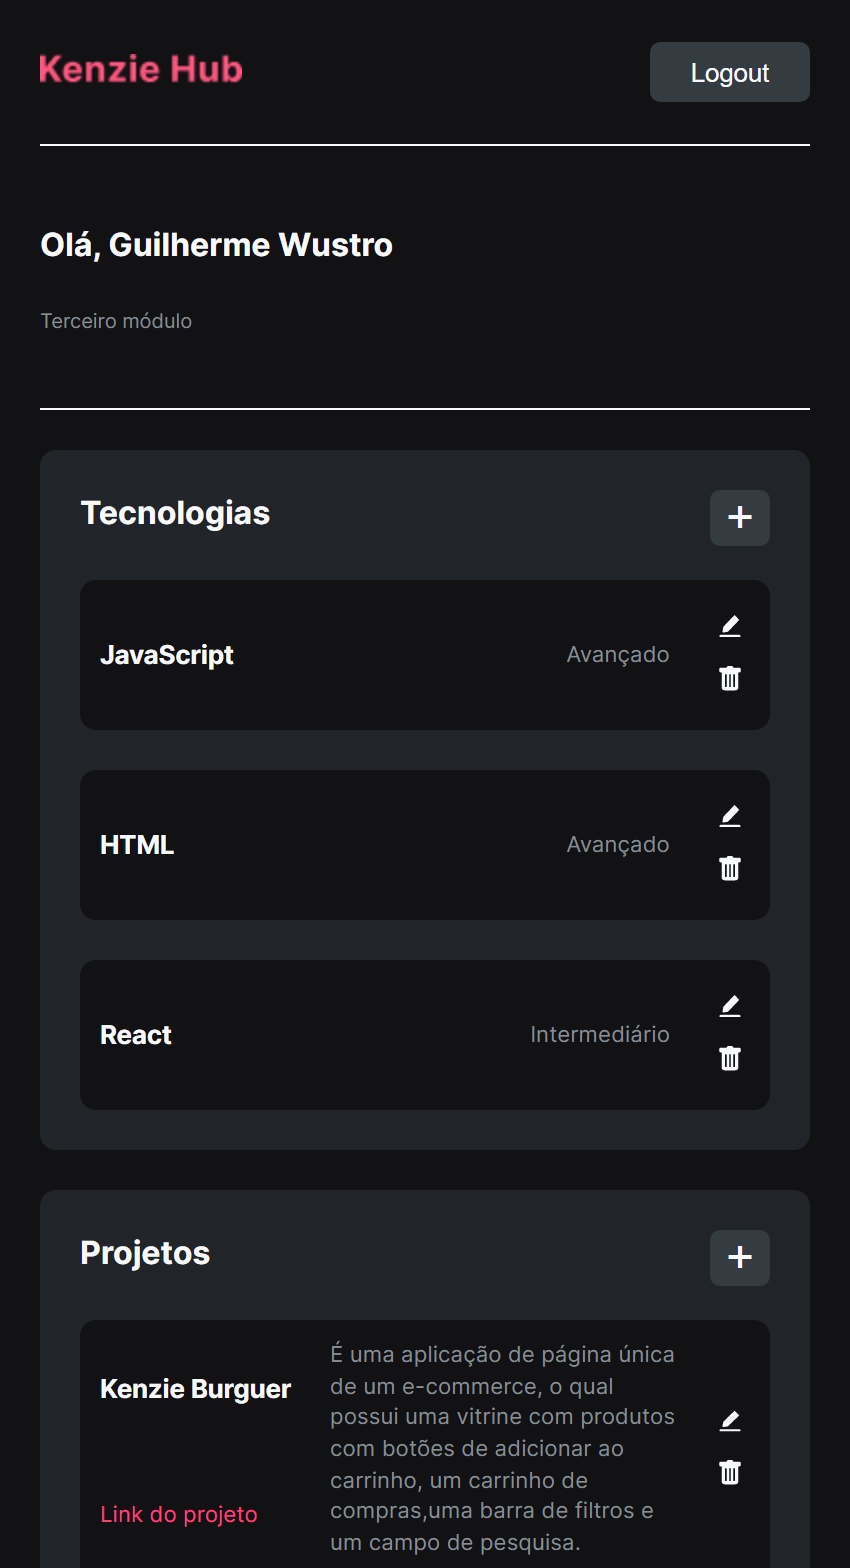 Kenzie Hub
Logout
Olá, Guilherme Wustro
Terceiro módulo
Tecnologias
+
JavaScript
Avançado
HTML
Avançado
React
Intermediário
Projetos
+
Kenzie Burguer
Link do projeto
É uma aplicação de página única
de um e-commerce, o qual
possui uma vitrine com produtos
com botões de adicionar ao
carrinho, um carrinho de
compras,uma barra de filtros e
um campo de pesquisa.